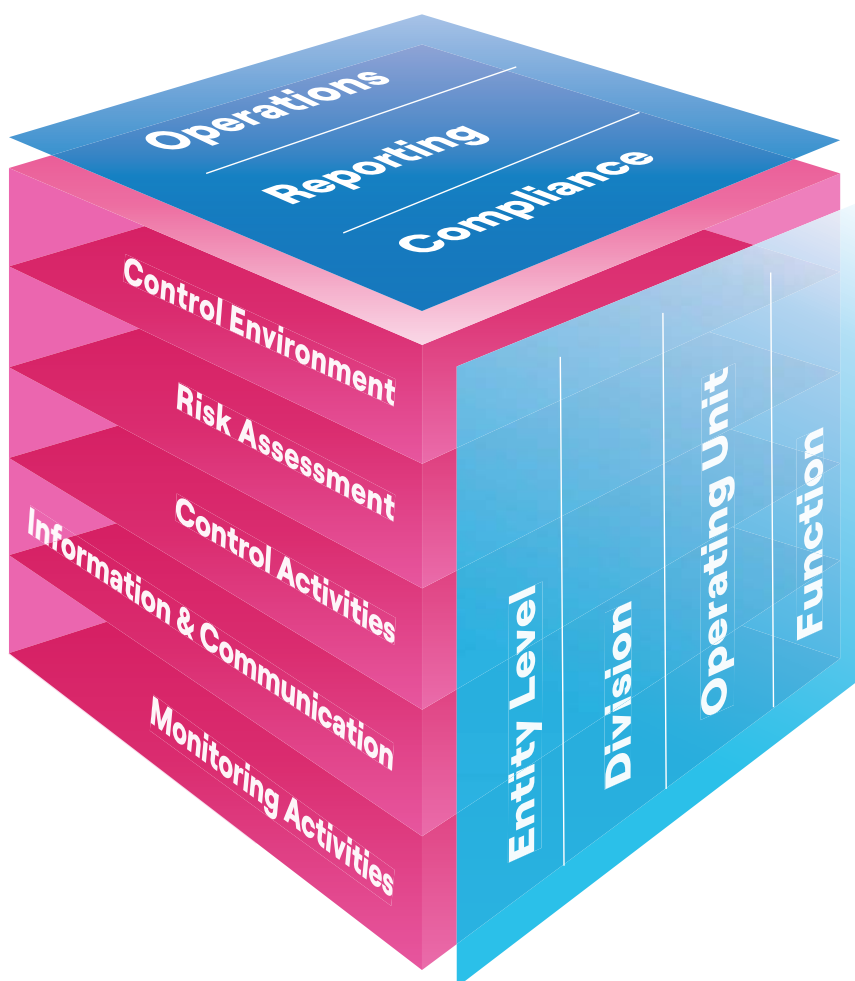 Operations
Reporting
Compliance
Control Environment
Risk Assessment
Control Activities
Information & Communication
Monitoring Activities
Entity Level
Division
Operating Unit
Function